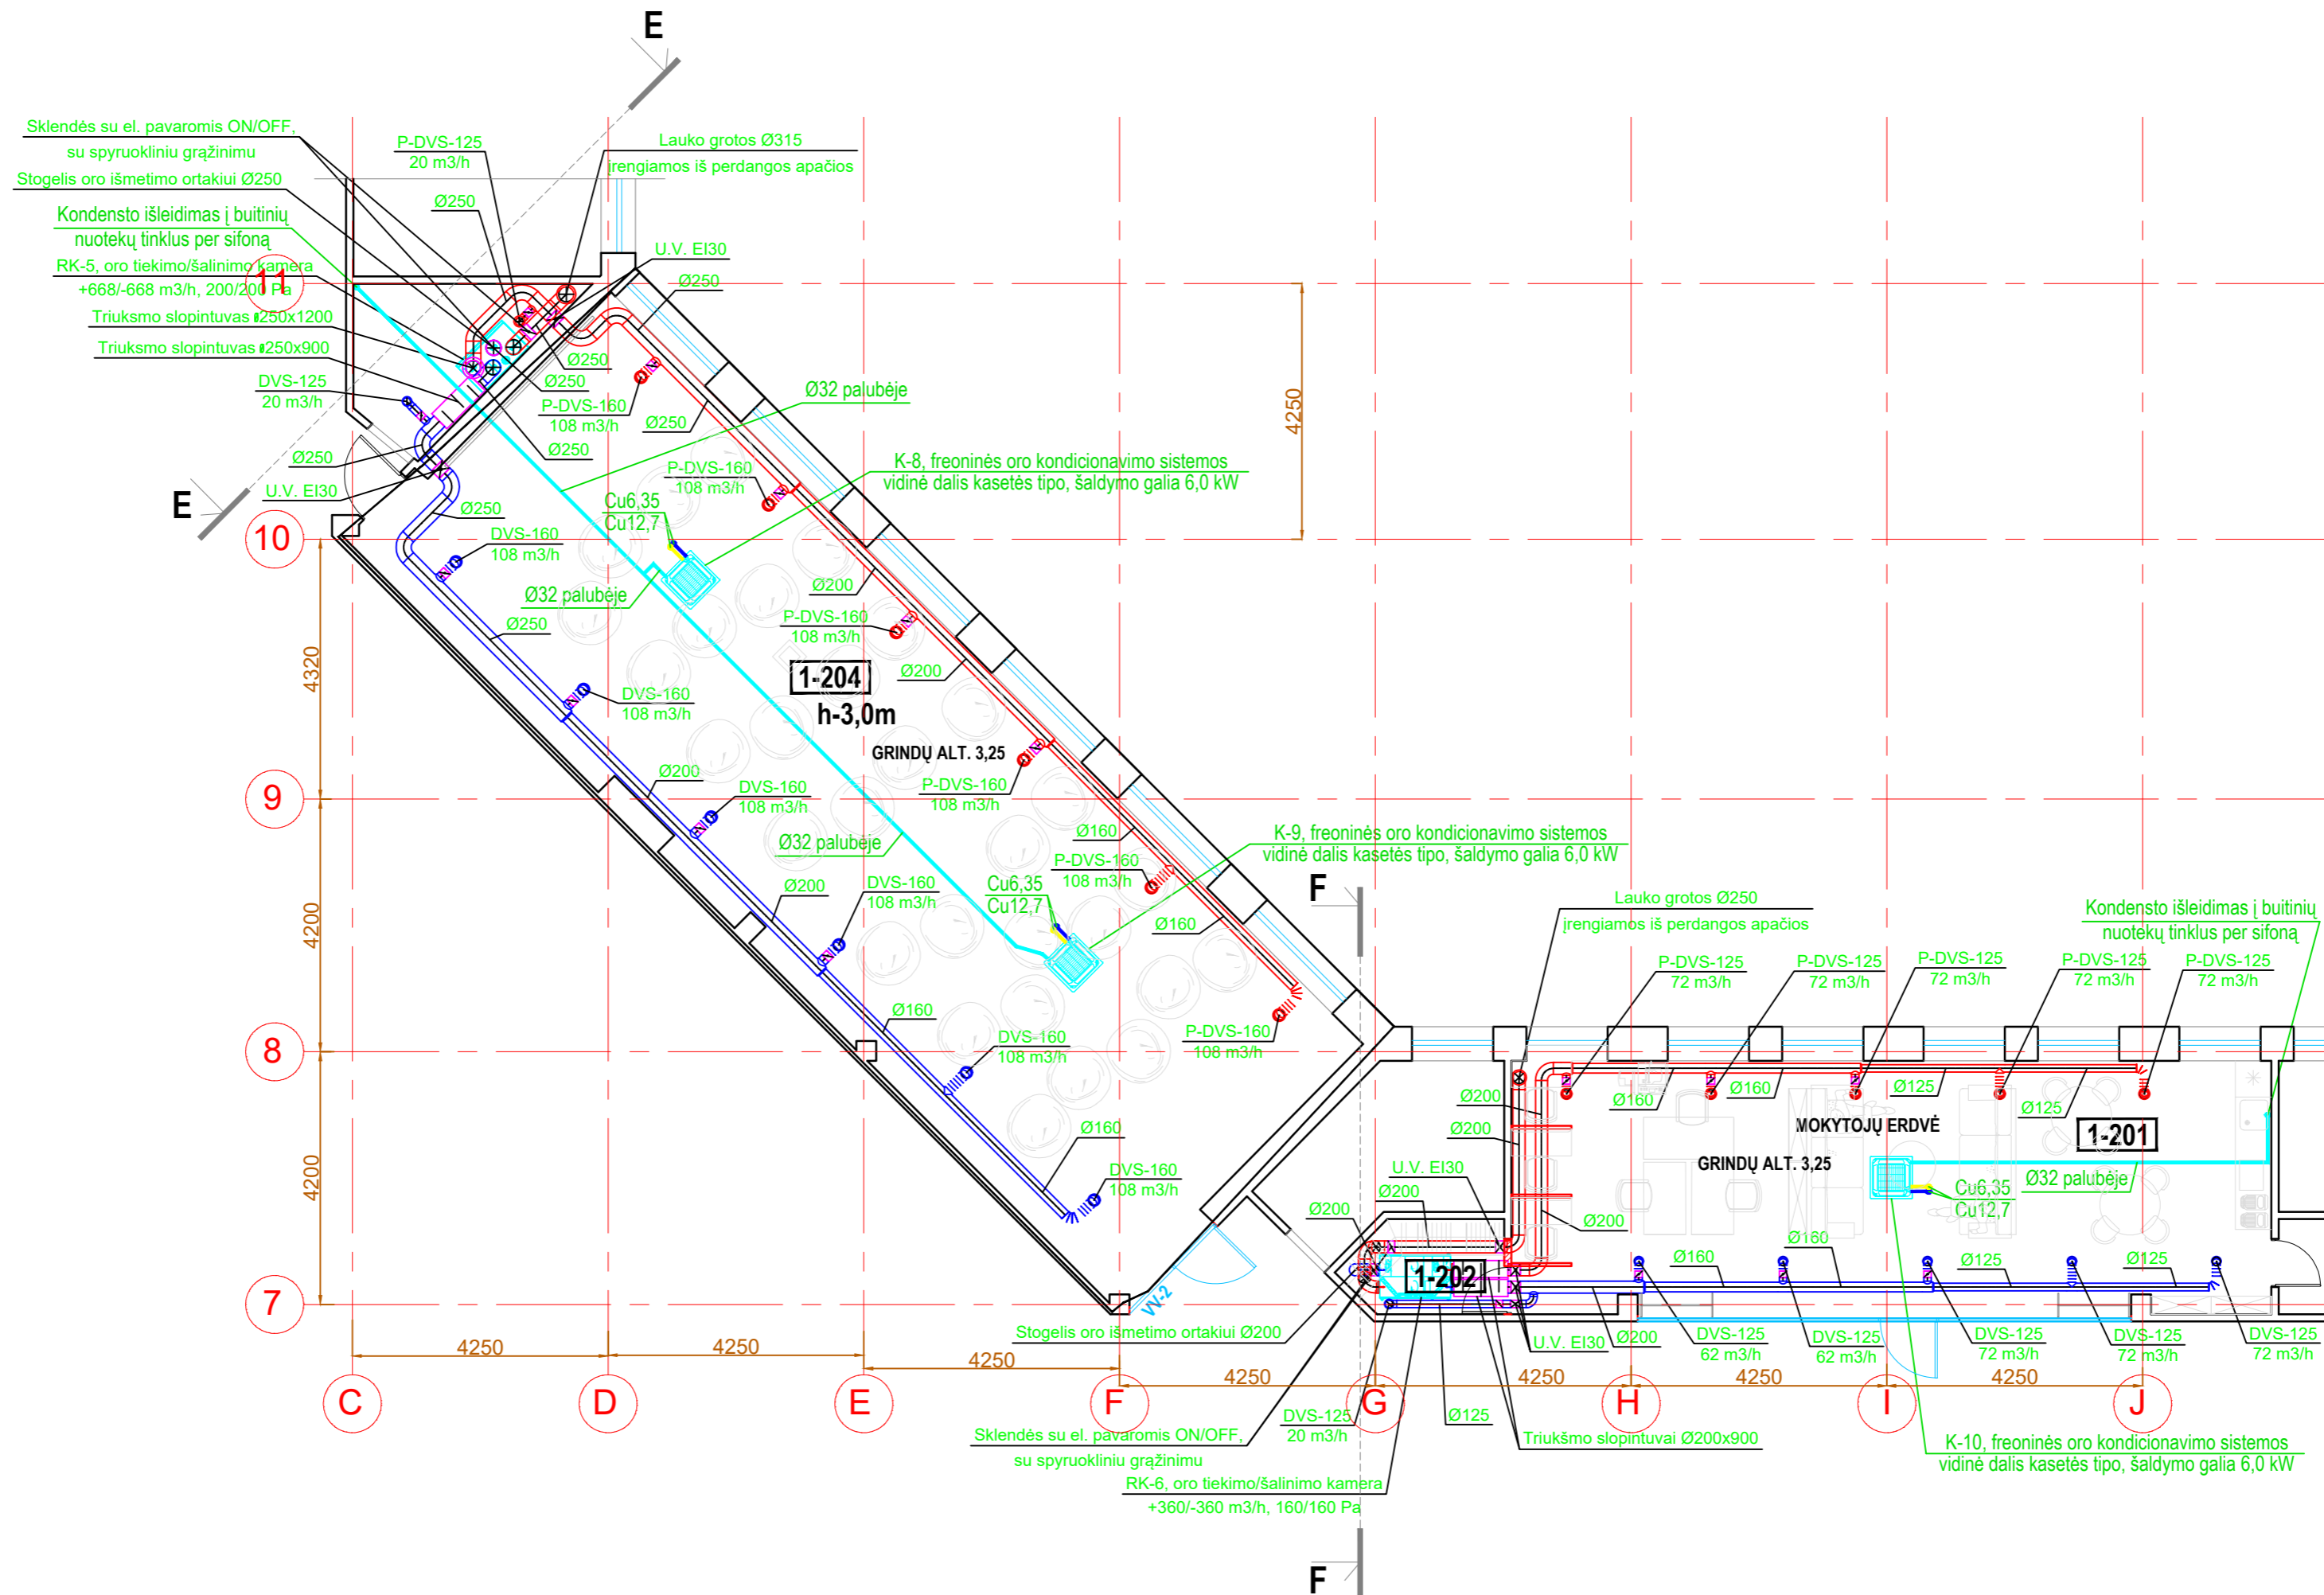 E
Sklendės su el. pavaromis ON/OFF,
su spyruokliniu grąžinimu
P-DVS-125
20 m3/h
Lauko grotos Ø315
įrengiamos iš perdangos apačios
Stogelis oro išmetimo ortakiui Ø250
Ø250
Kondensto išleidimas į buitinių
nuotekų tinklus per sifoną
U.V. EI30
RK-5, oro tiekimo/šalinimo kamera
+668/-668 m3/h, 200/200 Pa
11
Ø250
Triuksmo slopintuvas ø250x1200
Triuksmo slopintuvas ø250x900
Ø250
Ø250
DVS-125
20 m3/h
P-DVS-160
108 m3/h
Ø250
Ø32 palubėje
4250
Ø250
Ø250
U.V. EI30
E
Ø250
P-DVS-160
108 m3/h
K-8, freoninės oro kondicionavimo sistemos
vidinė dalis kasetės tipo, šaldymo galia 6,0 kW
Cu6,35
Cu12,7
10
DVS-160
108 m3/h
Ø32 palubėje
Ø200
Ø250
P-DVS-160
108 m3/h
4320
1-204
h-3,0m
GRINDŲ ALT. 3,25
Ø200
DVS-160
108 m3/h
9
Ø200
DVS-160
108 m3/h
P-DVS-160
108 m3/h
Ø32 palubėje
Ø160
K-9, freoninės oro kondicionavimo sistemos
vidinė dalis kasetės tipo, šaldymo galia 6,0 kW
P-DVS-160
108 m3/h
Cu6,35
Cu12,7
Ø200
DVS-160
108 m3/h
4200
Ø160
F
Lauko grotos Ø250
įrengiamos iš perdangos apačios
Kondensto išleidimas į buitinių
nuotekų tinklus per sifoną
P-DVS-125
72 m3/h
P-DVS-125
72 m3/h
P-DVS-125
72 m3/h
P-DVS-125
72 m3/h
P-DVS-125
72 m3/h
8
Ø160
DVS-160
108 m3/h
P-DVS-160
108 m3/h
Ø200
Ø160
Ø160
Ø125
Ø125
Ø200
MOKYTOJŲ ERDVĖ
1-201
GRINDŲ ALT. 3,25
4200
Ø160
DVS-160
108 m3/h
U.V. EI30
Ø200
Ø200
Ø200
Ø32 palubėje
Cu6,35
Cu12,7
Ø160
Ø160
Ø125
Ø125
1-202
7
VV-2
Stogelis oro išmetimo ortakiui Ø200
U.V. EI30
Ø200
DVS-125
62 m3/h
DVS-125
62 m3/h
DVS-125
72 m3/h
DVS-125
72 m3/h
DVS-125
72 m3/h
4250
4250
4250
4250
4250
4250
4250
C
D
E
F
G
H
I
J
DVS-125
20 m3/h
Ø125
Sklendės su el. pavaromis ON/OFF,
su spyruokliniu grąžinimu
Triukšmo slopintuvai Ø200x900
K-10, freoninės oro kondicionavimo sistemos
vidinė dalis kasetės tipo, šaldymo galia 6,0 kW
RK-6, oro tiekimo/šalinimo kamera
+360/-360 m3/h, 160/160 Pa
F